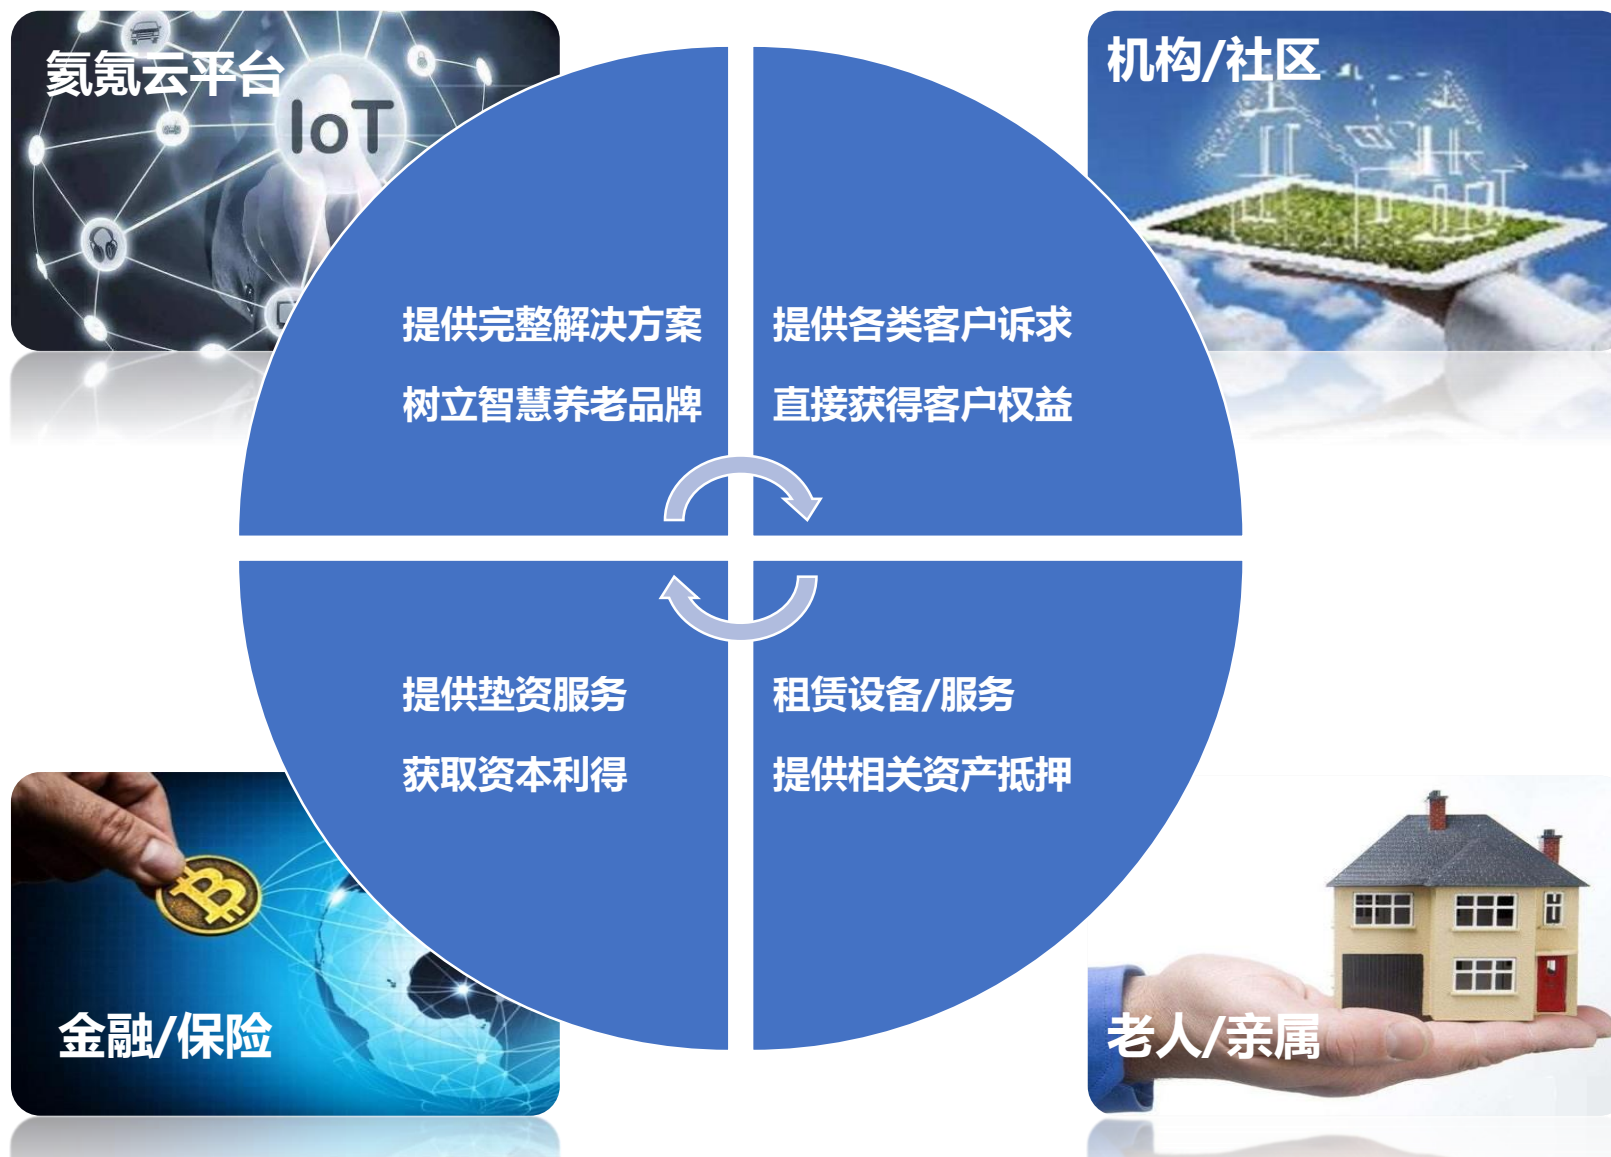 氦氪云平台
IoT
提供完整解决方案
树立智慧养老品牌
机构/社区
提供各类客户诉求
直接获得客户权益
金融/保险
提供垫资服务
获取资本利得
老人/亲属
租赁设备/服务
提供相关资产抵押